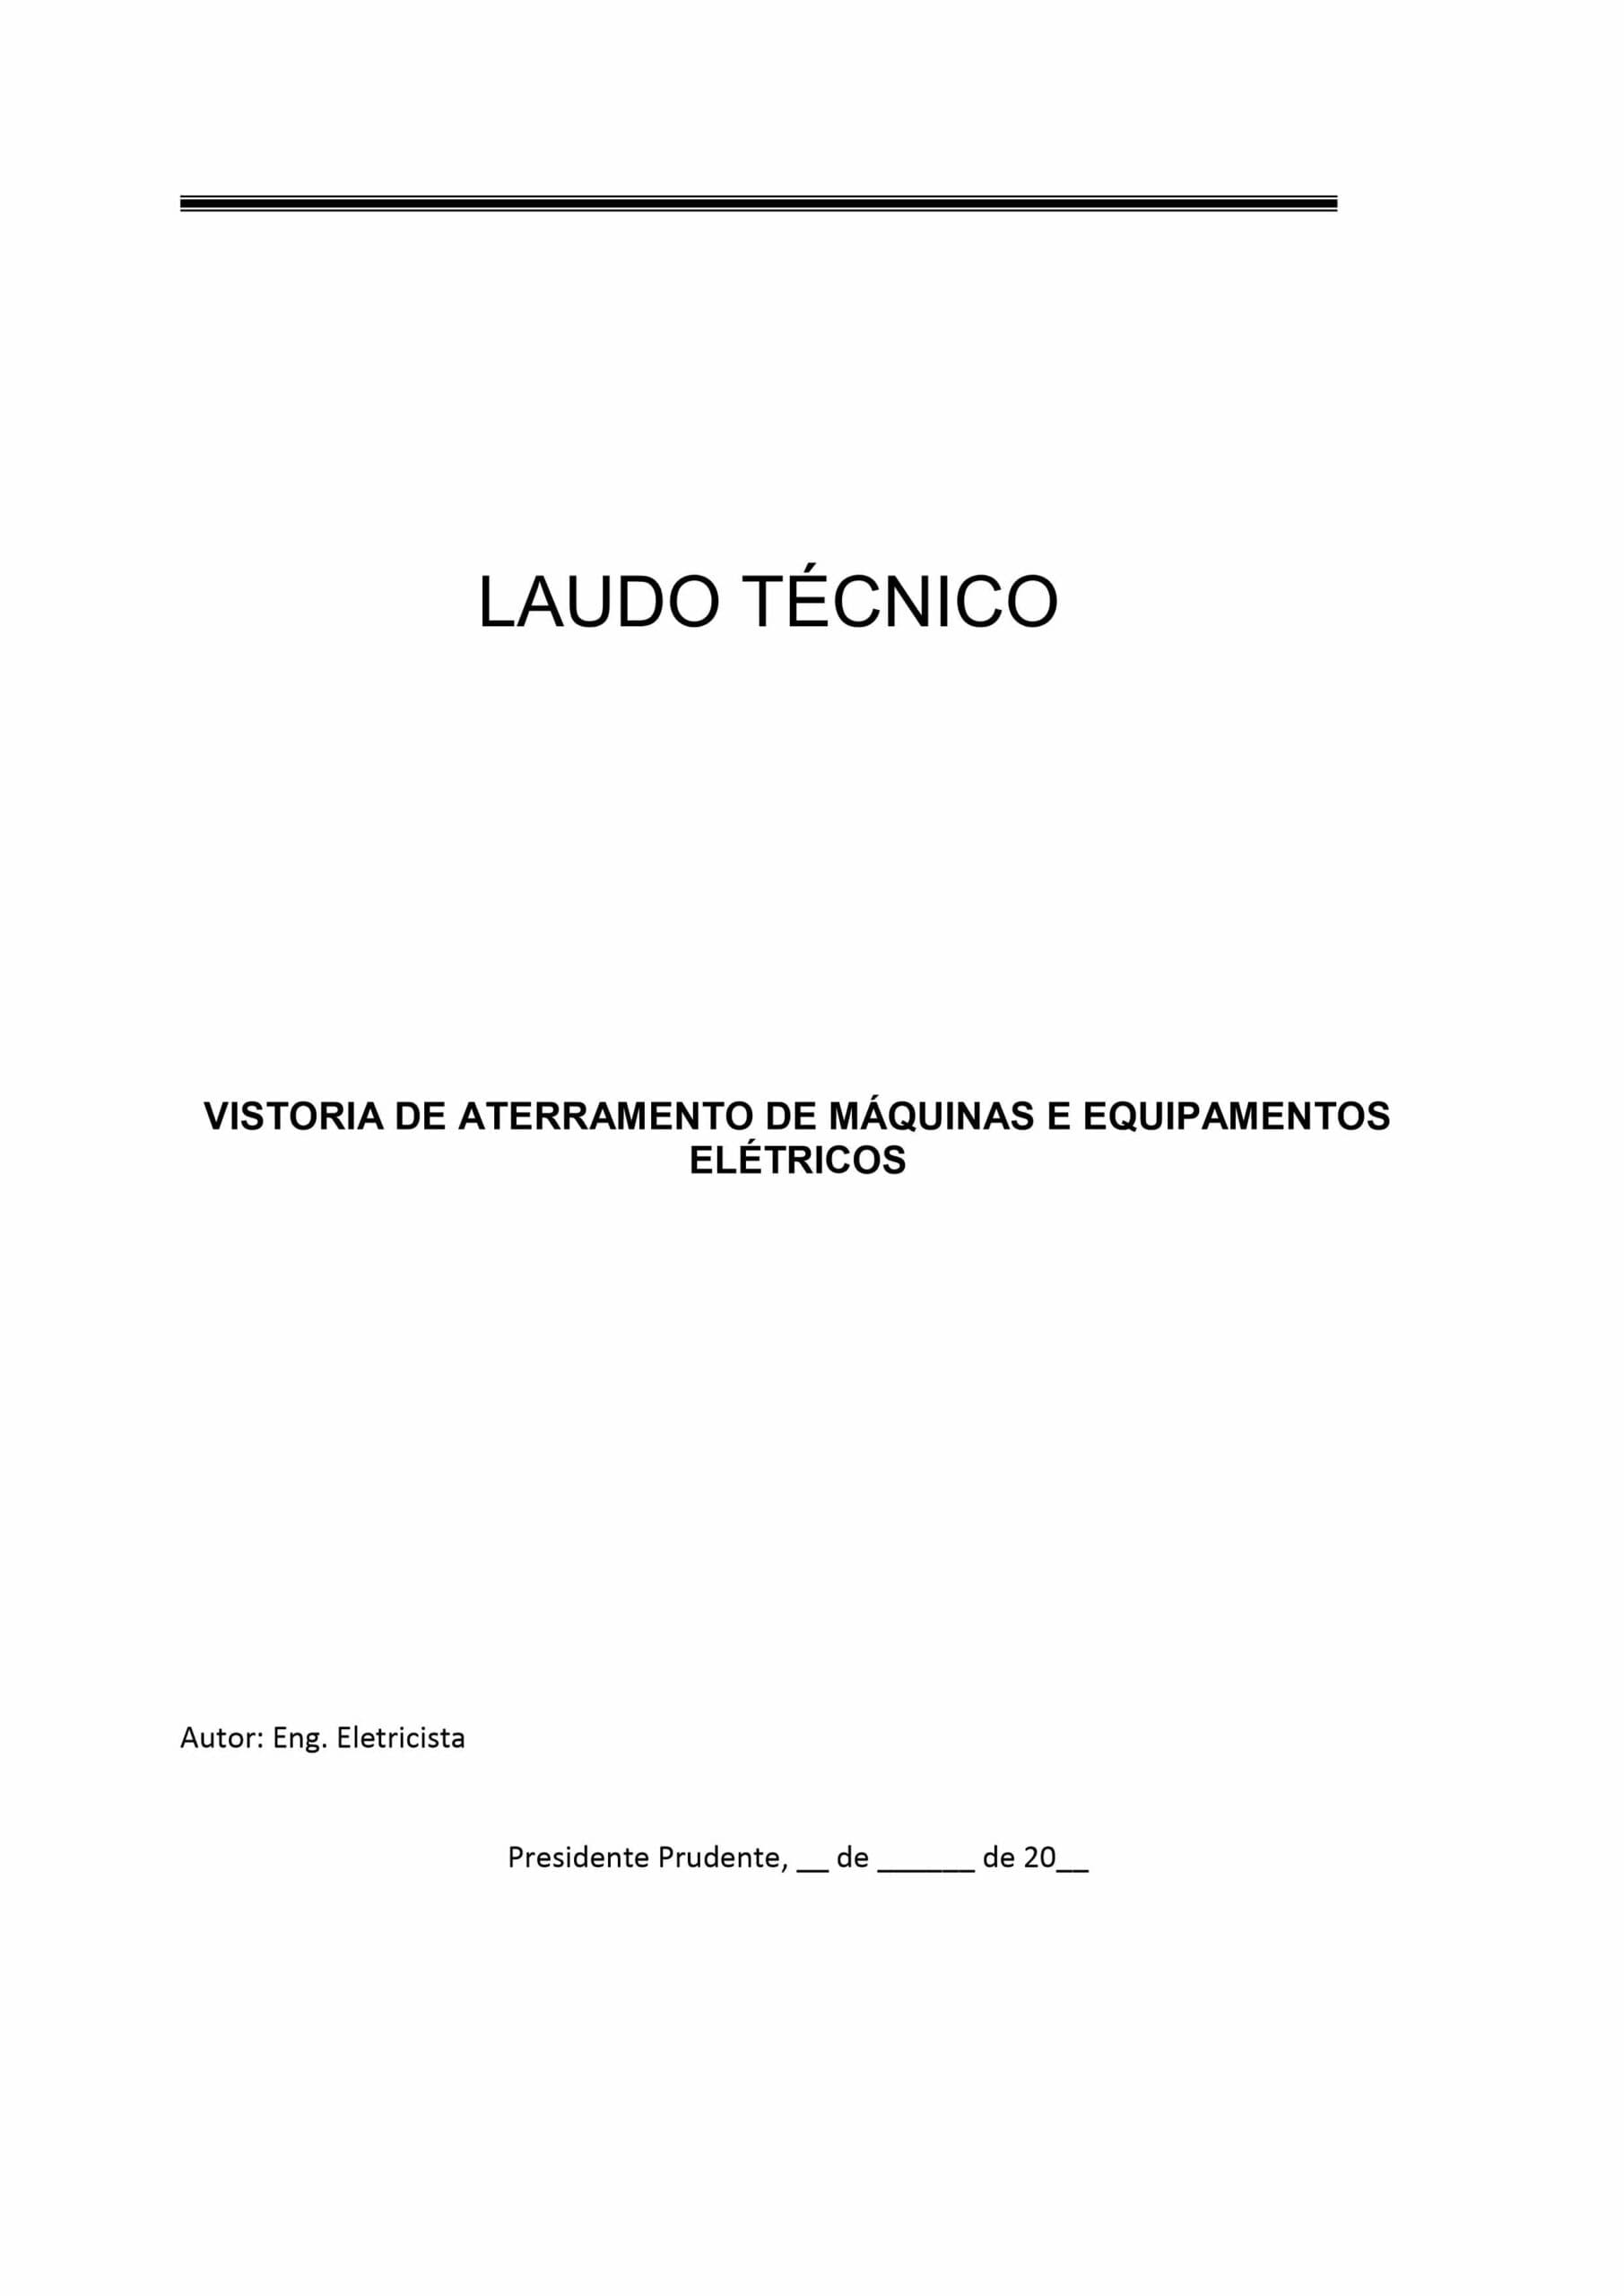 LAUDO TÉCNICO
VISTORIA DE ATERRAMENTO DE MÁQUINAS E EQUIPAMENTOS
ELÉTRICOS
Autor: Eng. Eletricista
Presidente Prudente, __ de ______ de 20__